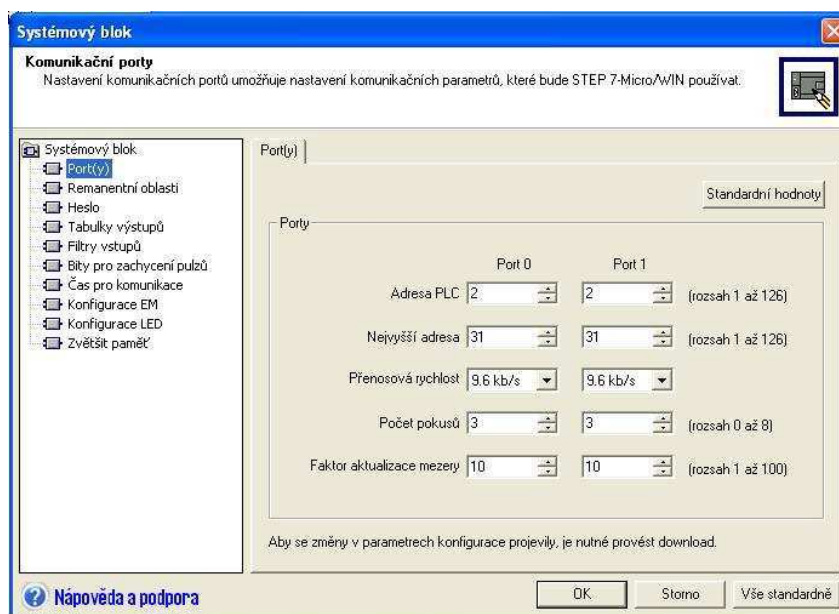 Systémový blok
Komunikační porty
Nastavení komunikačních portů umožňuje nastavení komunikačních parametrů, které bude STEP 7-Micro/WIN používat.
Systémový blok
Port(y)
Remanentní oblasti
Heslo
Tabulky výstupů
Filtry vstupů
Bity pro zachycení pulzů
Čas pro komunikace
Konfigurace EM
Konfigurace LED
Zvětšit paměť
Port(y)
Standardní hodnoty
Porty
Port 0 Port 1
Adresa PLC 2 2 (rozsah 1 až 126)
Nejvyšší adresa 31 31 (rozsah 1 až 126)
Přenosová rychlost 9.6 kb/s 9.6 kb/s
Počet pokusů 3 3 (rozsah 0 až 8)
Faktor aktualizace mezery 10 10 (rozsah 1 až 100)
Aby se změny v parametrech konfigurace projevily, je nutné provést download.
Nápověda a podpora
OK Storno Vše standardně